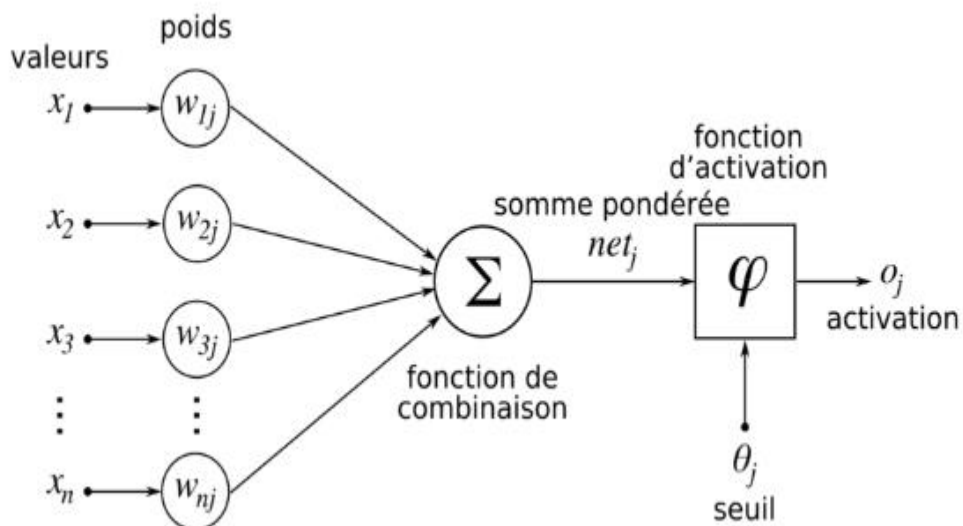 poids
valeurs
x1
w1j
fonction
d'activation
x2
w2j
somme pondérée
netj
Σ
φ
oj
activation
x3
w3j
fonction de
combinaison
⋮
⋮
θj
seuil
xn
wnj